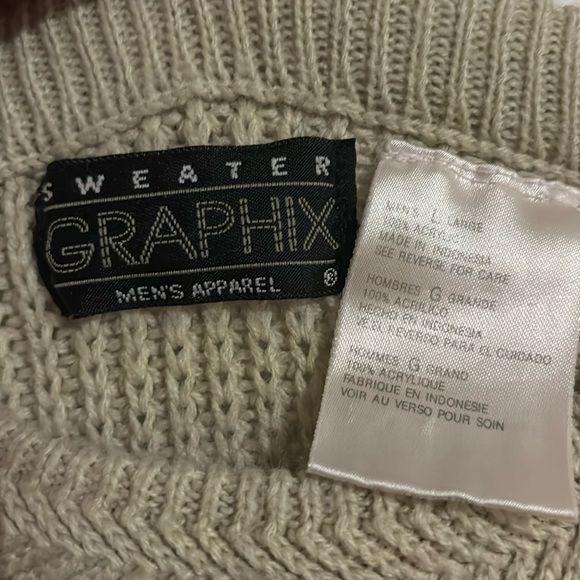 SWEATER
GRAPHIX
MEN'S APPAREL ®
MEN'S L LARGE
100% ACRYLIC
MADE IN INDONESIA
SEE REVERSE FOR CARE
HOMBRES G GRANDE
100% ACRILICO
HECHO EN INDONESIA
VE.EL REVERSO PARA EL CUIDADO
HOMMES G GRAND
100% ACRYLIQUE
FABRIQUE EN INDONESIE
VOIR AU VERSO POUR SOIN